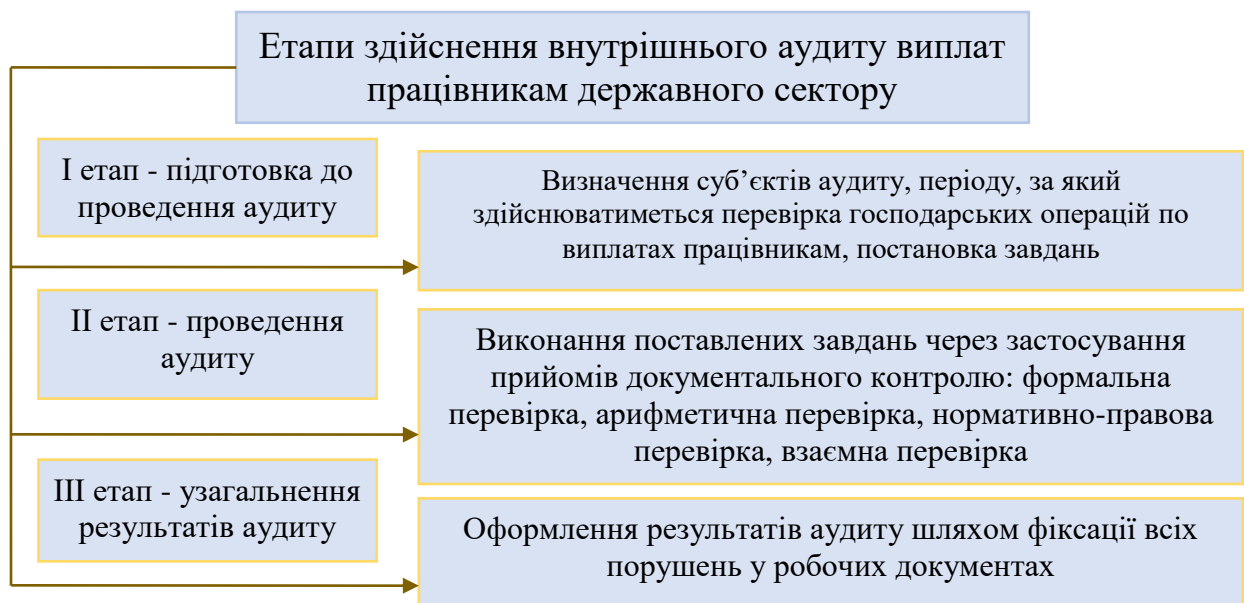 Етапи здійснення внутрішнього аудиту виплат
працівникам державного сектору
І етап - підготовка до
проведення аудиту
Визначення суб’єктів аудиту, періоду, за який
здійснюватиметься перевірка господарських операцій по
виплатах працівникам, постановка завдань
ІІ етап - проведення
аудиту
Виконання поставлених завдань через застосування
прийомів документального контролю: формальна
перевірка, арифметична перевірка, нормативно-правова
перевірка, взаємна перевірка
ІІІ етап - узагальнення
результатів аудиту
Оформлення результатів аудиту шляхом фіксації всіх
порушень у робочих документах